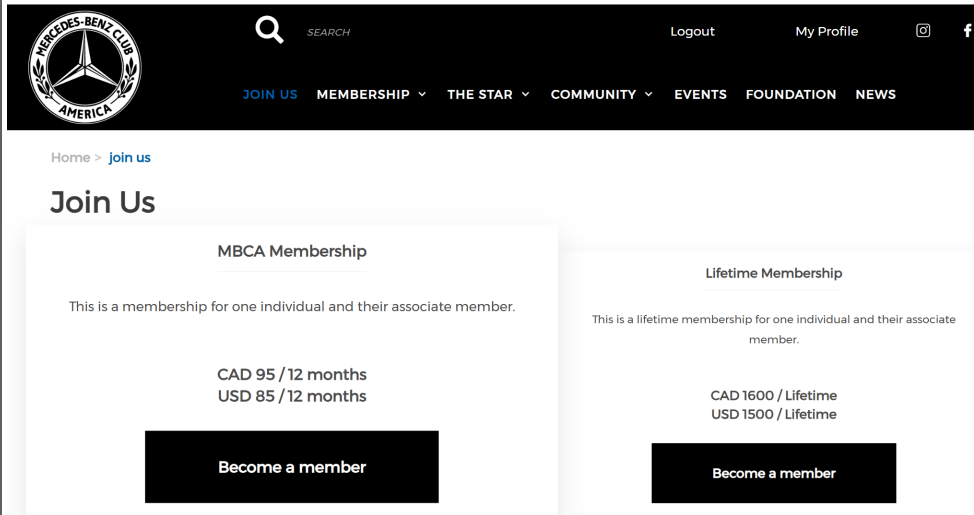 MERCEDES-BENZ CLUB
AMERICA
SEARCH
Logout
My Profile
JOIN US
MEMBERSHIP
THE STAR
COMMUNITY
EVENTS
FOUNDATION
NEWS
Home > join us
Join Us
MBCA Membership
This is a membership for one individual and their associate member.
CAD 95 / 12 months
USD 85 / 12 months
Become a member
Lifetime Membership
This is a lifetime membership for one individual and their associate
member.
CAD 1600 / Lifetime
USD 1500 / Lifetime
Become a member